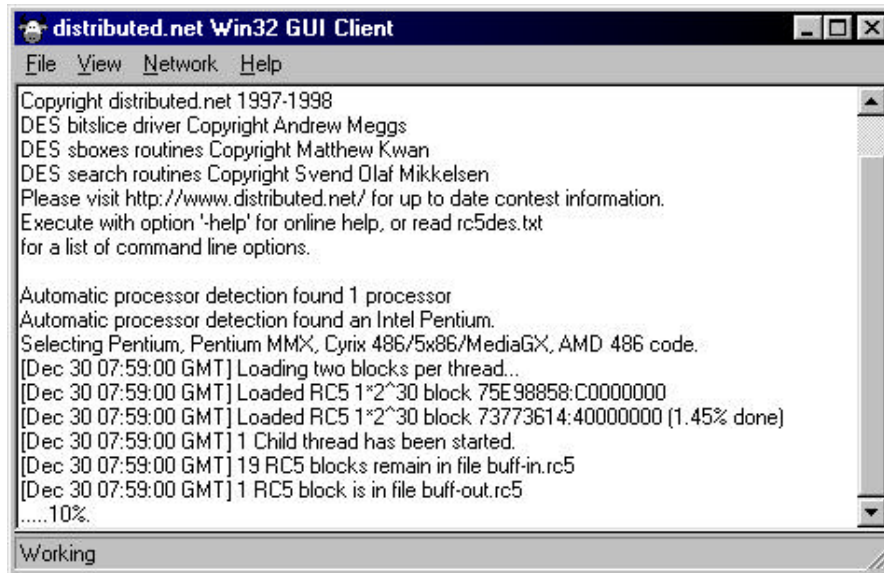 distributed.net Win32 GUI Client
File View Network Help
Copyright distributed.net 1997-1998
DES bitslice driver Copyright Andrew Meggs
DES sboxes routines Copyright Matthew Kwan
DES search routines Copyright Svend Olaf Mikkelsen
Please visit http://www.distributed.net/ for up to date contest information.
Execute with option '-help' for online help, or read rc5des.txt
for a list of command line options.
Automatic processor detection found 1 processor
Automatic processor detection found an Intel Pentium.
Selecting Pentium, Pentium MMX, Cyrix 486/5x86/MediaGX, AMD 486 code.
[Dec 30 07:59:00 GMT] Loading two blocks per thread...
[Dec 30 07:59:00 GMT] Loaded RC5 1*2^30 block 75E98858:C0000000
[Dec 30 07:59:00 GMT] Loaded RC5 1*2^30 block 73773614:40000000 (1.45% done)
[Dec 30 07:59:00 GMT] 1 Child thread has been started.
[Dec 30 07:59:00 GMT] 19 RC5 blocks remain in file buff-in.rc5
[Dec 30 07:59:00 GMT] 1 RC5 block is in file buff-out.rc5
.....10%.
Working